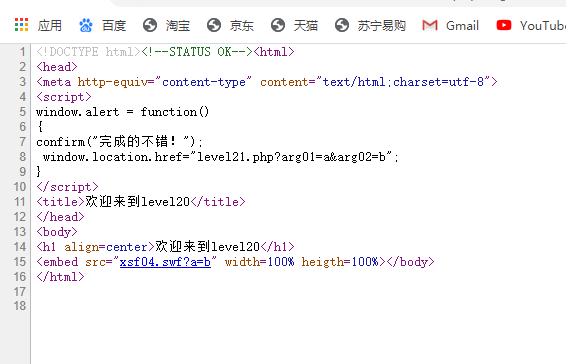 应用 百度 淘宝 京东 天猫 苏宁易购 Gmail YouTube
1 <!DOCTYPE html><!--STATUS OK--><html>
2 <head>
3 <meta http-equiv="content-type" content="text/html;charset=utf-8">
4 <script>
5 window.alert = function()
6 {
7 confirm("完成的不错！");
8 window.location.href="level21.php?arg01=a&arg02=b";
9 }
10 </script>
11 <title>欢迎来到level20</title>
12 </head>
13 <body>
14 <h1 align=center>欢迎来到level20</h1>
15 <embed src="xsf04.swf?a=b" width=100% heigth=100%></body>
16 </html>
17
18